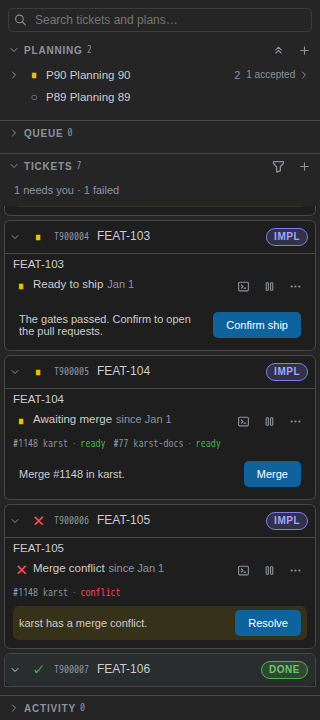 Search tickets and plans…
PLANNING 2
P90 Planning 90 2 1 accepted
P89 Planning 89
QUEUE 0
TICKETS 7
1 needs you · 1 failed
T900004 FEAT-103 IMPL
FEAT-103
Ready to ship Jan 1
The gates passed. Confirm to open
the pull requests.
Confirm ship
T900005 FEAT-104 IMPL
FEAT-104
Awaiting merge since Jan 1
#1148 karst · ready #77 karst-docs · ready
Merge #1148 in karst.
Merge
T900006 FEAT-105 IMPL
FEAT-105
Merge conflict since Jan 1
#1148 karst · conflict
karst has a merge conflict.
Resolve
T900007 FEAT-106 DONE
ACTIVITY 0